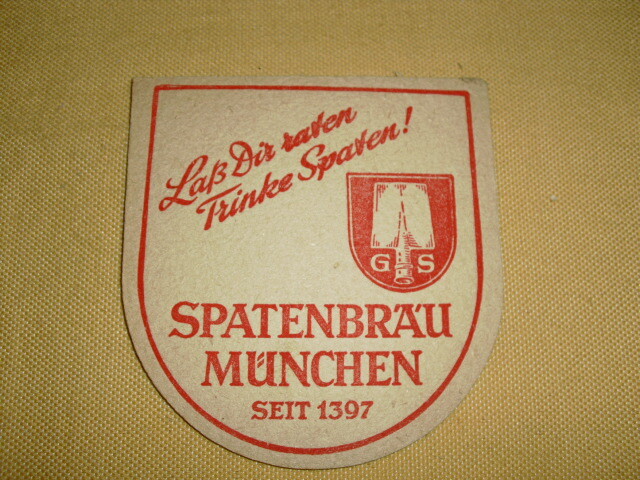 Laß Dir raten
Trinke Spaten!
G S
SPATENBRÄU
MÜNCHEN
SEIT 1397